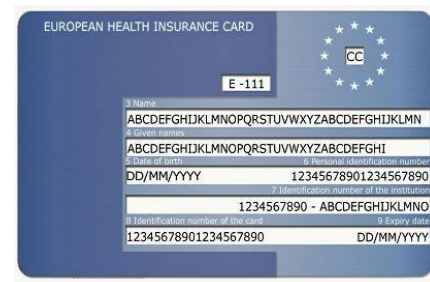 EUROPEAN HEALTH INSURANCE CARD
CC
E -111
3 Name
ABCDEFGHIJKLMNOPQRSTUVWXYZABCDEFGHIJKLMN
4 Given names
ABCDEFGHIJKLMNOPQRSTUVWXYZABCDEFGHI
5 Date of birth 6 Personal identification number
DD/MM/YYYY 12345678901234567890
7 Identification number of the institution
1234567890 - ABCDEFGHIJKLMNO
8 Identification number of the card 9 Expiry date
12345678901234567890 DD/MM/YYYY